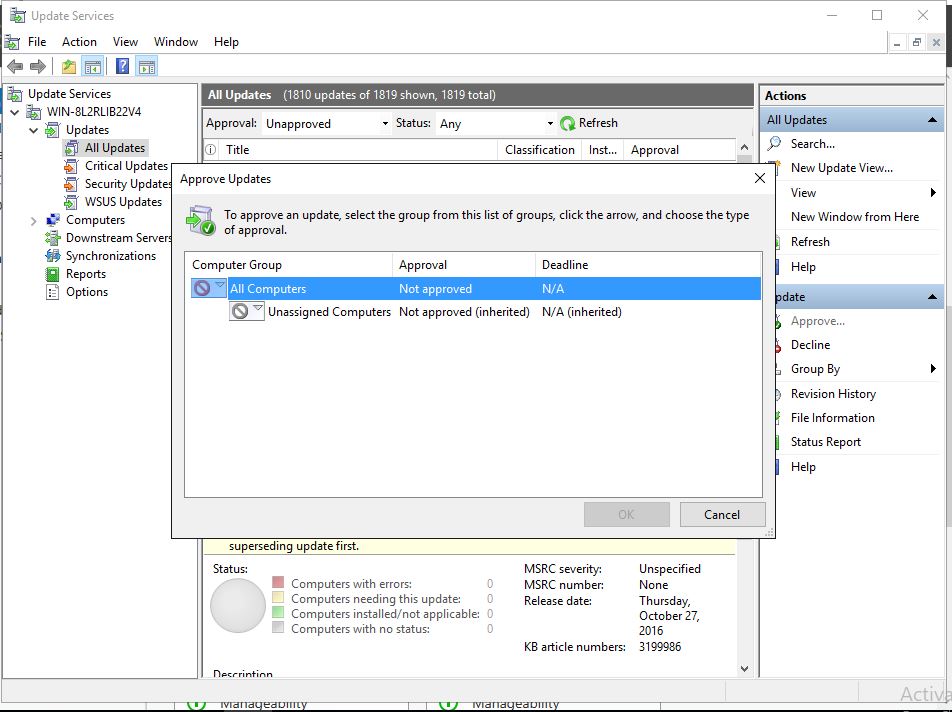 Update Services
File Action View Window Help
Update Services
WIN-8L2RLIB22V4
Updates
All Updates
Critical Updates
Security Updates
WSUS Updates
Computers
Downstream Servers
Synchronizations
Reports
Options
All Updates (1810 updates of 1819 shown, 1819 total)
Approval: Unapproved Status: Any Refresh
Title Classification Inst... Approval
Approve Updates
To approve an update, select the group from this list of groups, click the arrow, and choose the type
of approval.
Computer Group Approval Deadline
All Computers Not approved N/A
Unassigned Computers Not approved (inherited) N/A (inherited)
OK Cancel
superseding update first.
Status:
Computers with errors: 0
Computers needing this update: 0
Computers installed/not applicable: 0
Computers with no status: 0
MSRC severity: Unspecified
MSRC number: None
Release date: Thursday,
October 27,
2016
KB article numbers: 3199986
Description
Actions
All Updates
Search...
New Update View...
View
New Window from Here
Refresh
Help
pdate
Approve...
Decline
Group By
Revision History
File Information
Status Report
Help
Manageability Manageability
Activa